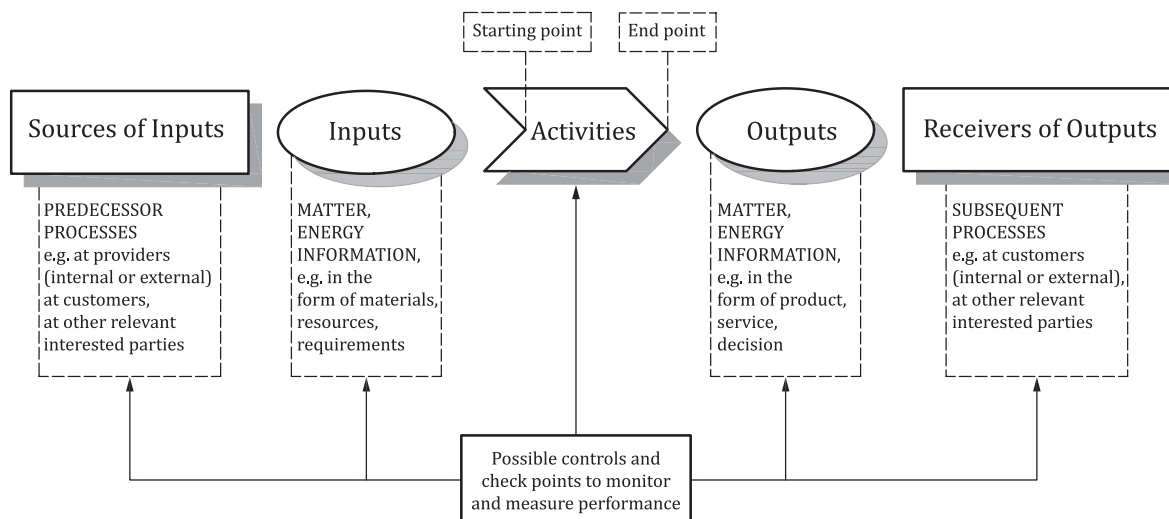 Starting point
End point
Sources of Inputs
Inputs
Activities
Outputs
Receivers of Outputs
PREDECESSOR
PROCESSES
e.g. at providers
(internal or external)
at customers,
at other relevant
interested parties
MATTER,
ENERGY
INFORMATION,
e.g. in the
form of materials,
resources,
requirements
MATTER,
ENERGY
INFORMATION,
e.g. in the
form of product,
service,
decision
SUBSEQUENT
PROCESSES
e.g. at customers
(internal or external),
at other relevant
interested parties
Possible controls and
check points to monitor
and measure performance